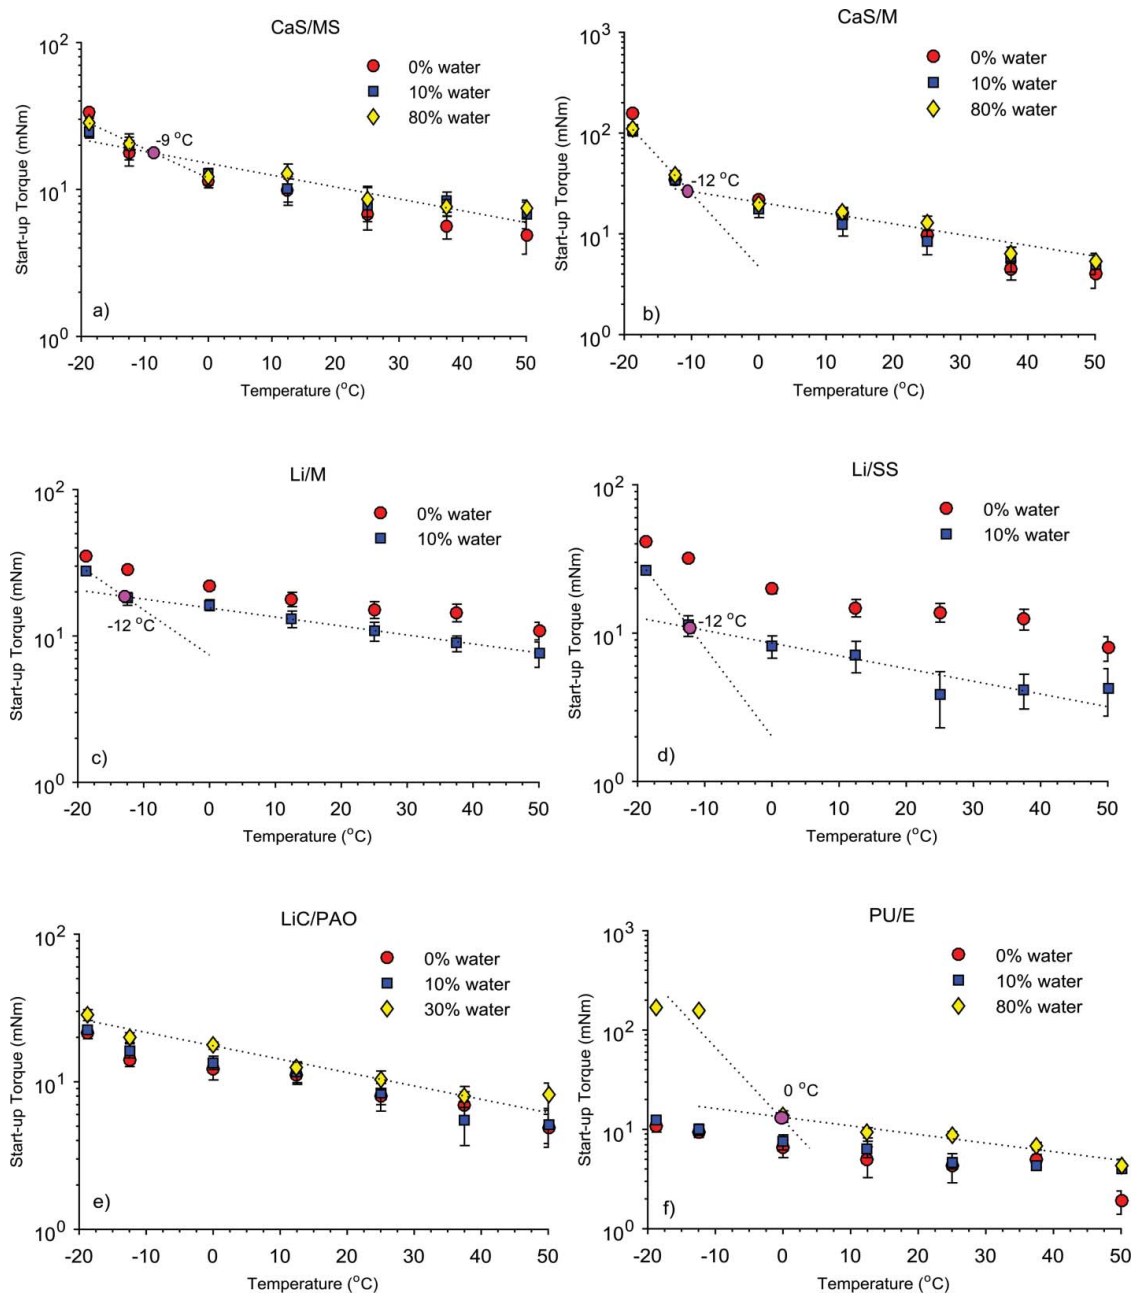 CaS/MS
10²
0% water
10% water
80% water
-9 °C
10¹
Start-up Torque (mNm)
a)
10⁰
-20 -10 0 10 20 30 40 50
Temperature (°C)
CaS/M
10³
0% water
10% water
80% water
10²
-12 °C
10¹
Start-up Torque (mNm)
b)
10⁰
-20 -10 0 10 20 30 40 50
Temperature (°C)
Li/M
10²
0% water
10% water
-12 °C
10¹
Start-up Torque (mNm)
c)
10⁰
-20 -10 0 10 20 30 40 50
Temperature (°C)
Li/SS
10²
0% water
10% water
-12 °C
10¹
Start-up Torque (mNm)
d)
10⁰
-20 -10 0 10 20 30 40 50
Temperature (°C)
LiC/PAO
10²
0% water
10% water
30% water
10¹
Start-up Torque (mNm)
e)
10⁰
-20 -10 0 10 20 30 40 50
Temperature (°C)
PU/E
10³
0% water
10% water
80% water
10²
0 °C
10¹
Start-up Torque (mNm)
f)
10⁰
-20 -10 0 10 20 30 40 50
Temperature (°C)